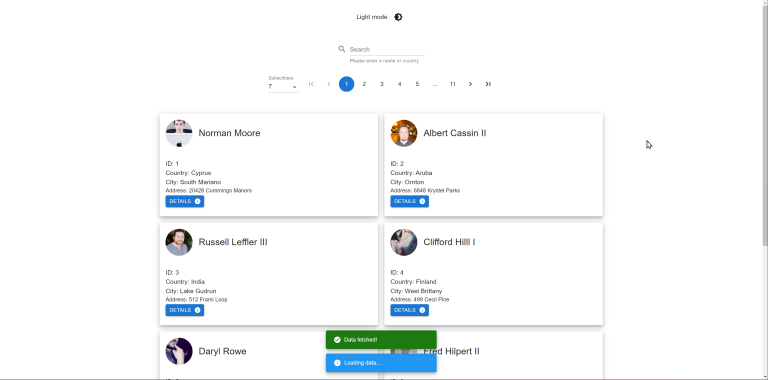 Light mode
Search
Please enter a name or country
Subscribers
7
1 2 3 4 5 ... 11
Norman Moore
ID: 1
Country: Cyprus
City: South Mariano
Address: 20428 Cummings Manors
DETAILS
Albert Cassin II
ID: 2
Country: Aruba
City: Ornton
Address: 6848 Krystel Parks
DETAILS
Russell Leffler III
ID: 3
Country: India
City: Lake Gudrun
Address: 512 Frami Loop
DETAILS
Clifford Hilll I
ID: 4
Country: Finland
City: West Brittany
Address: 499 Cecil Pine
DETAILS
Daryl Rowe
Fred Hilpert II
Data fetched!
Loading data...